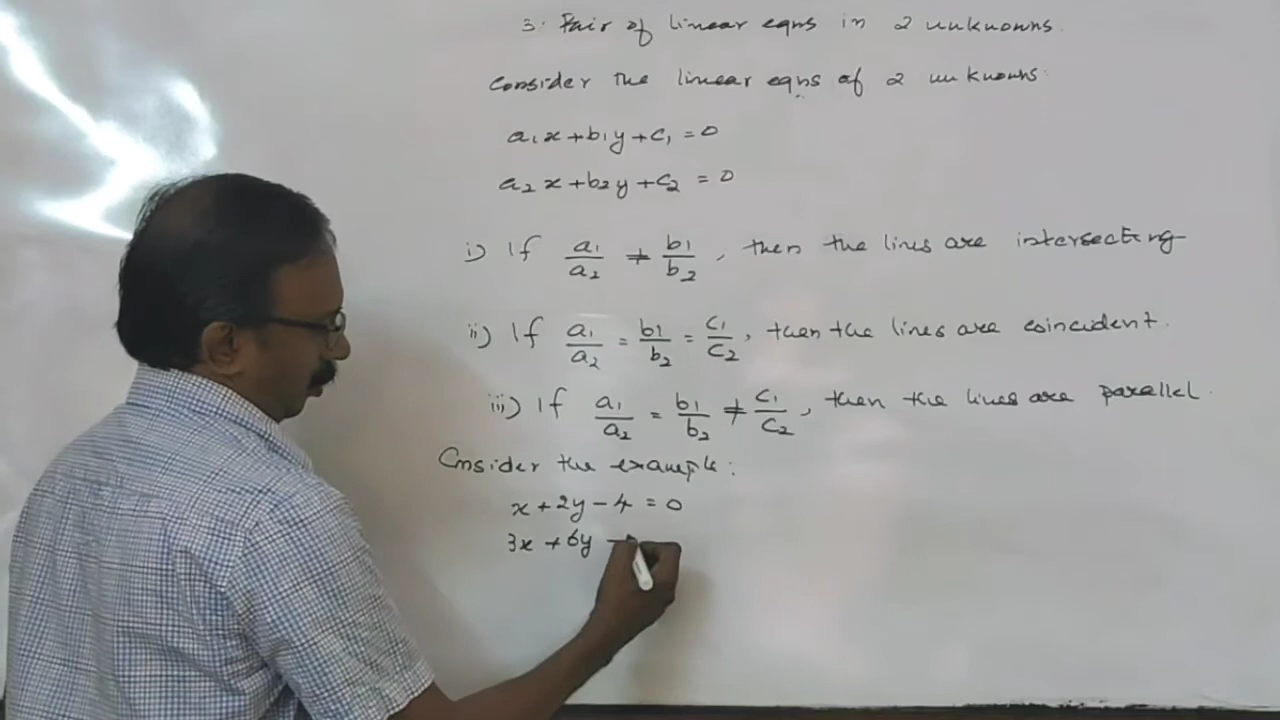 3. Pair of linear eqns in 2 unknowns.
Consider the linear eqns of 2 unknowns.
a₁x + b₁y + c₁ = 0
a₂x + b₂y + c₂ = 0
i) If a₁/a₂ ≠ b₁/b₂, then the lines are intersecting
ii) If a₁/a₂ = b₁/b₂ = c₁/c₂, then the lines are coincident.
iii) If a₁/a₂ = b₁/b₂ ≠ c₁/c₂, then the lines are parallel.
Consider the example:
x + 2y - 4 = 0
3x + 6y -